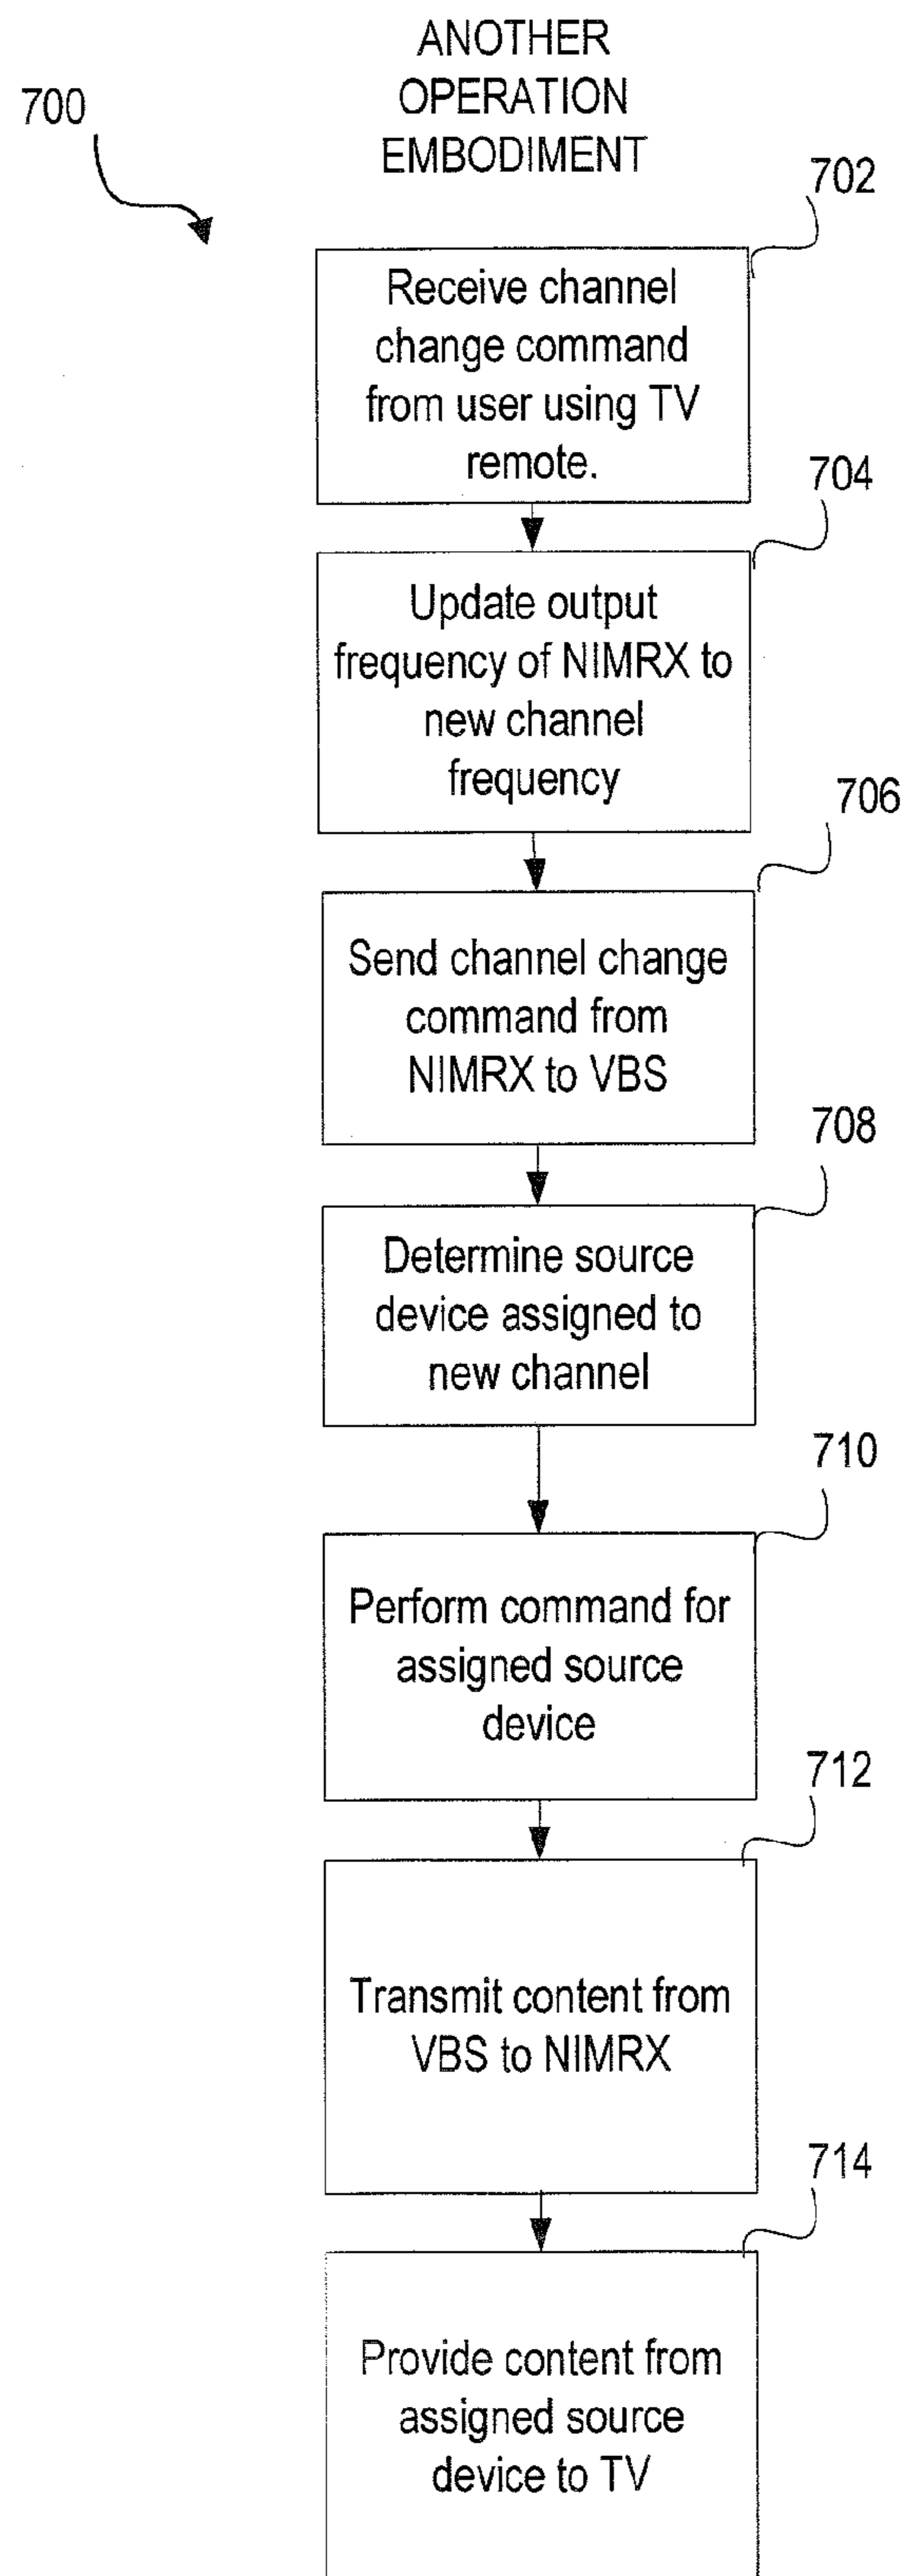 ANOTHER
OPERATION
EMBODIMENT
700
702
Receive channel
change command
from user using TV
remote.
704
Update output
frequency of NIMRX to
new channel
frequency
706
Send channel change
command from
NIMRX to VBS
708
Determine source
device assigned to
new channel
710
Perform command for
assigned source
device
712
Transmit content from
VBS to NIMRX
714
Provide content from
assigned source
device to TV